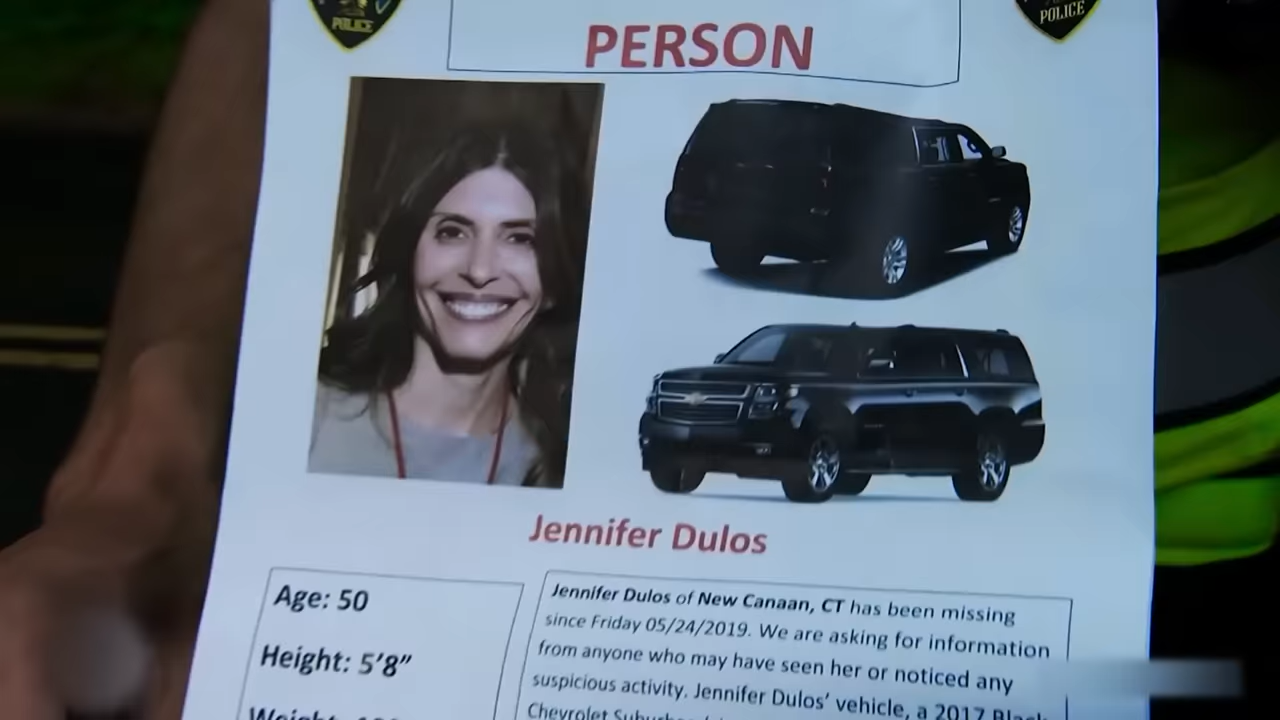 POLICE
POLICE
PERSON
Jennifer Dulos
Age: 50
Height: 5'8"
Jennifer Dulos of New Canaan, CT has been missing
since Friday 05/24/2019. We are asking for information
from anyone who may have seen her or noticed any
suspicious activity. Jennifer Dulos' vehicle, a 2017 Black
Chevrolet